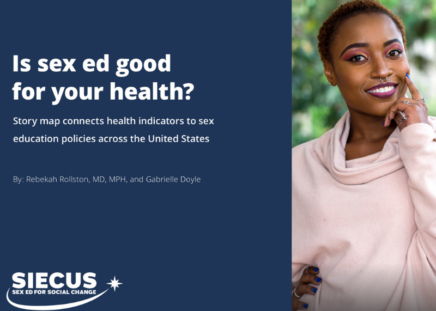 Is sex ed good
for your health?
Story map connects health indicators to sex
education policies across the United States
By: Rebekah Rollston, MD, MPH, and Gabrielle Doyle
SIECUS
SEX ED FOR SOCIAL CHANGE